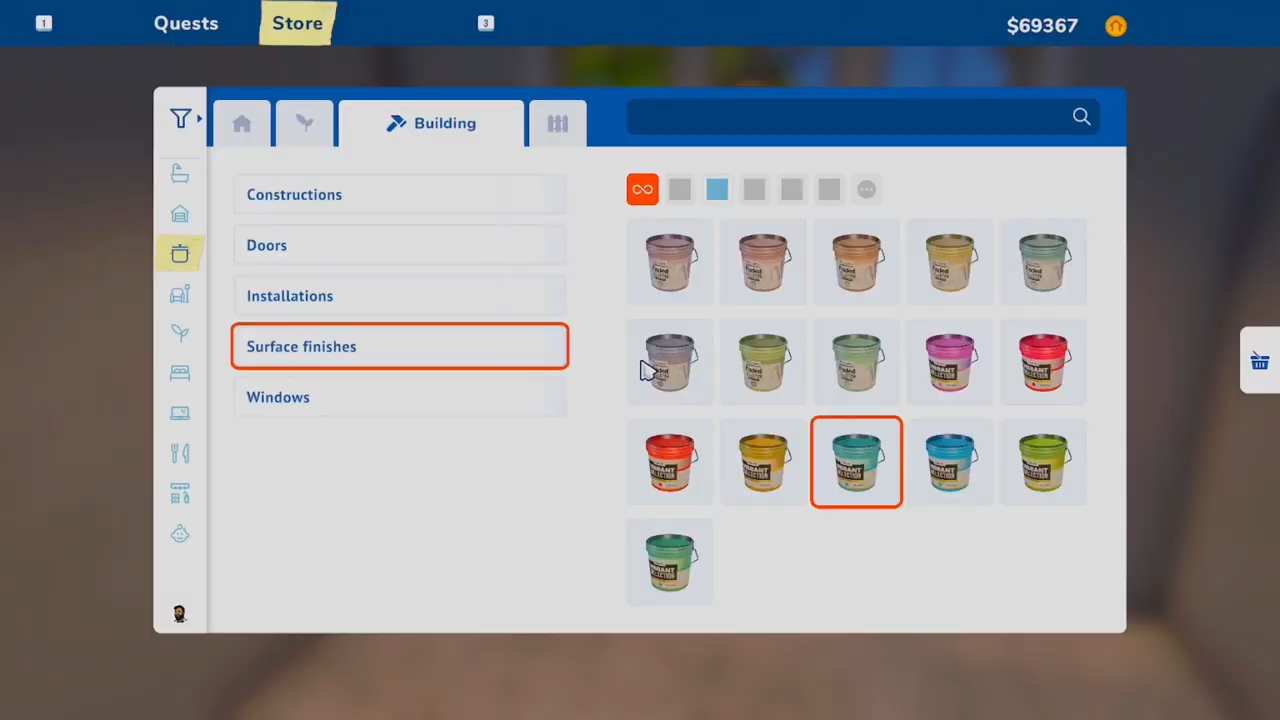 1
Quests
Store
3
$69367
Building
Constructions
Doors
Installations
Surface finishes
Windows